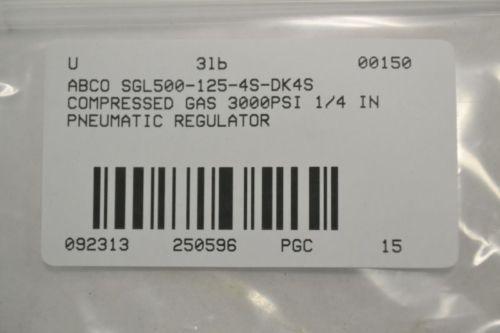 U 3lb 00150
ABCO SGL500-125-4S-DK4S
COMPRESSED GAS 3000PSI 1/4 IN
PNEUMATIC REGULATOR
092313 250596 PGC 15